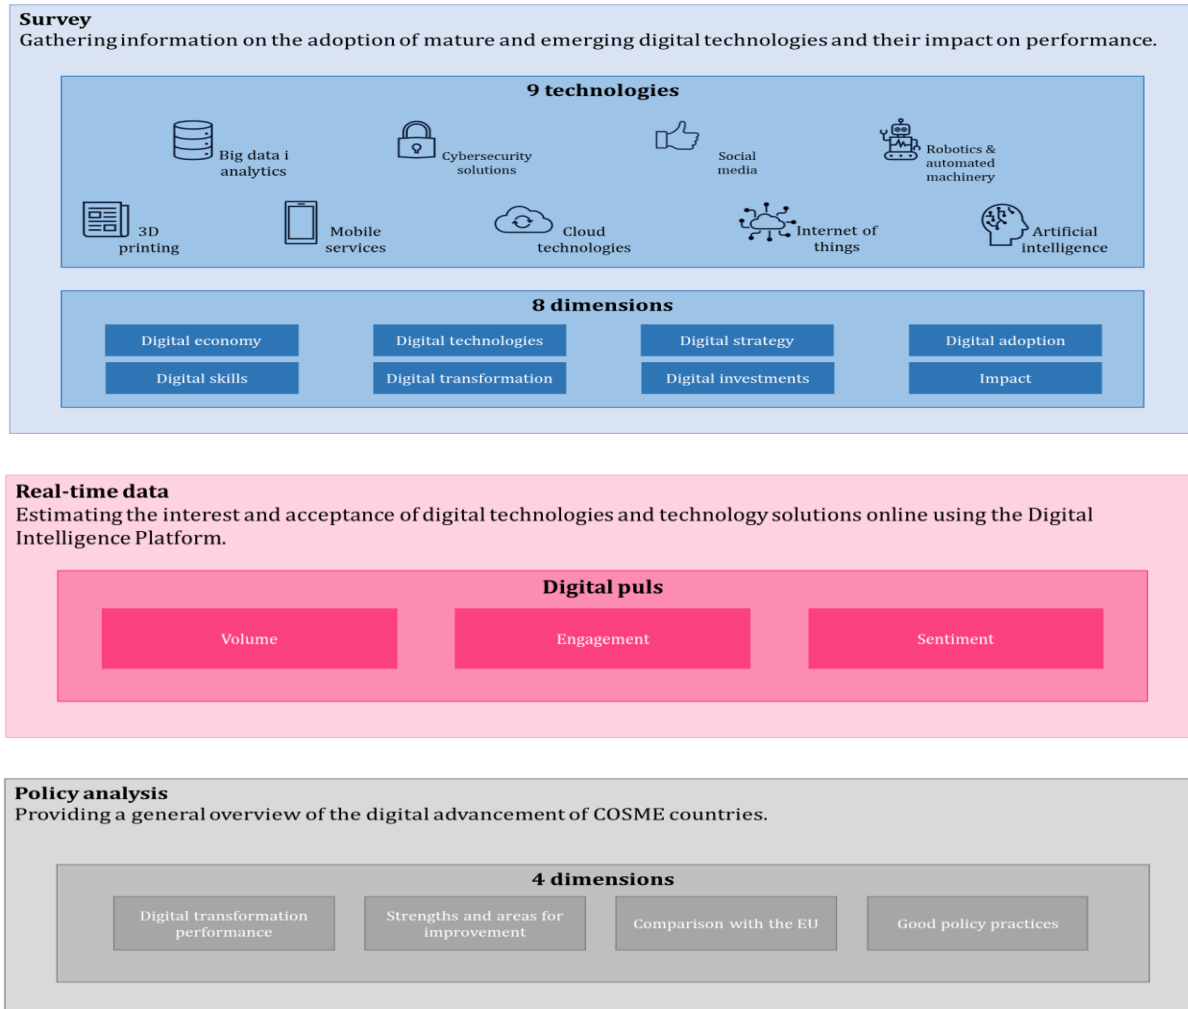 Survey
Gathering information on the adoption of mature and emerging digital technologies and their impact on performance.
9 technologies
Big data i
analytics
Cybersecurity
solutions
Social
media
Robotics &
automated
machinery
3D
printing
Mobile
services
Cloud
technologies
Internet of
things
Artificial
intelligence
8 dimensions
Digital economy
Digital technologies
Digital strategy
Digital adoption
Digital skills
Digital transformation
Digital investments
Impact
Real-time data
Estimating the interest and acceptance of digital technologies and technology solutions online using the Digital
Intelligence Platform.
Digital puls
Volume
Engagement
Sentiment
Policy analysis
Providing a general overview of the digital advancement of COSME countries.
4 dimensions
Digital transformation
performance
Strengths and areas for
improvement
Comparison with the EU
Good policy practices